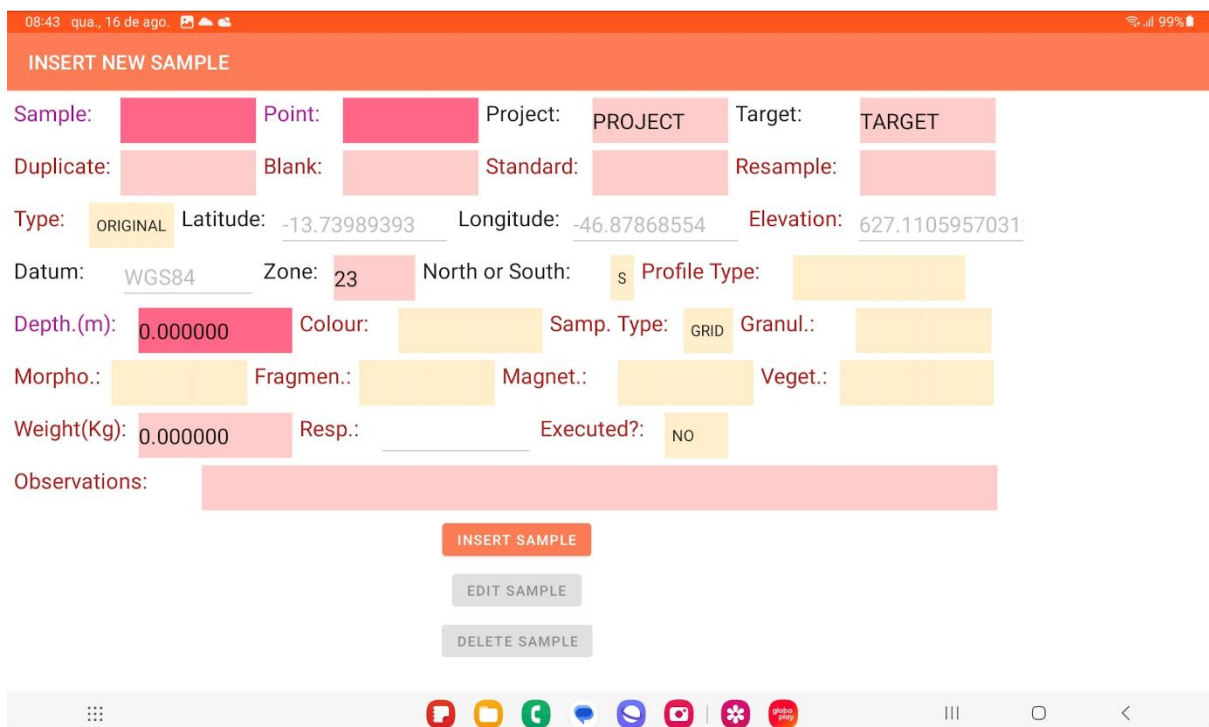 08:43 qua., 16 de ago. 99%
INSERT NEW SAMPLE
Sample: Point: Project: PROJECT Target: TARGET
Duplicate: Blank: Standard: Resample:
Type: ORIGINAL Latitude: -13.73989393 Longitude: -46.87868554 Elevation: 627.1105957031
Datum: WGS84 Zone: 23 North or South: S Profile Type:
Depth.(m): 0.000000 Colour: Samp. Type: GRID Granul.:
Morpho.: Fragmen.: Magnet.: Veget.:
Weight(Kg): 0.000000 Resp.: Executed?: NO
Observations:
INSERT SAMPLE
EDIT SAMPLE
DELETE SAMPLE
globo play